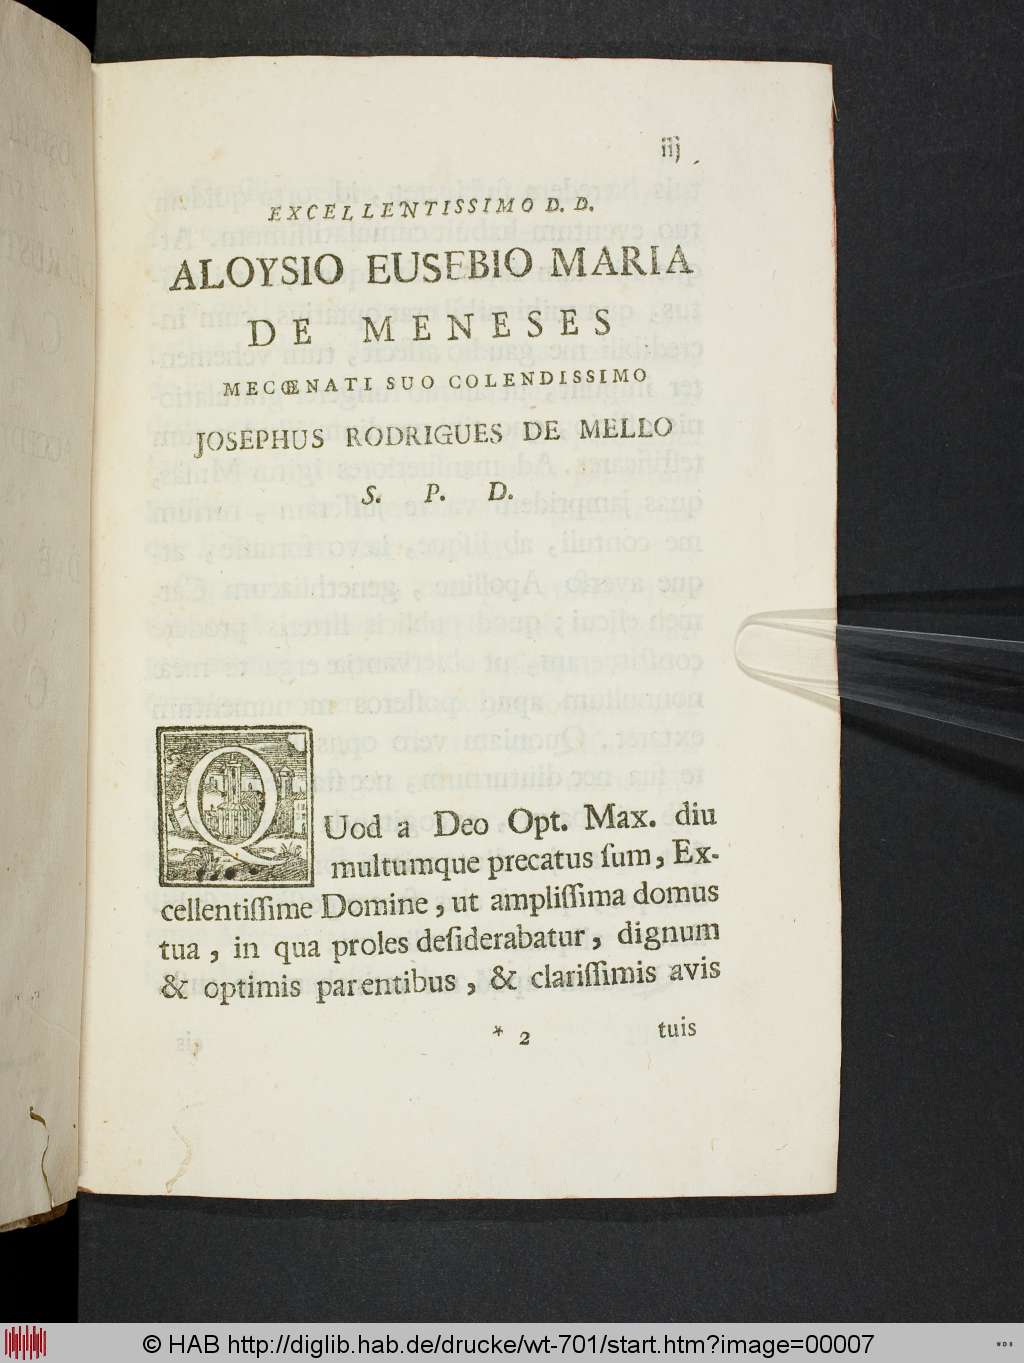 iij
EXCELLENTISSIMO D. D.
ALOYSIO EUSEBIO MARIA
DE MENESES
MECŒNATI SUO COLENDISSIMO
JOSEPHUS RODRIGUES DE MELLO
S. P. D.
QUod a Deo Opt. Max. diu
multumque precatus ſum, Ex-
cellentiſſime Domine, ut ampliſſima domus
tua, in qua proles deſiderabatur, dignum
& optimis parentibus, & clariſſimis avis
* 2 tuis
© HAB http://diglib.hab.de/drucke/wt-701/start.htm?image=00007